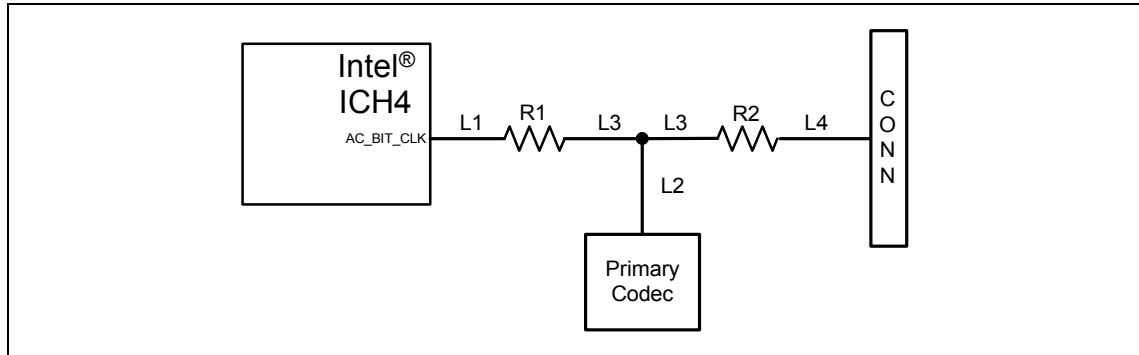 Intel®
ICH4
AC_BIT_CLK
L1
R1
L3
L3
R2
L4
L2
Primary
Codec
C
O
N
N